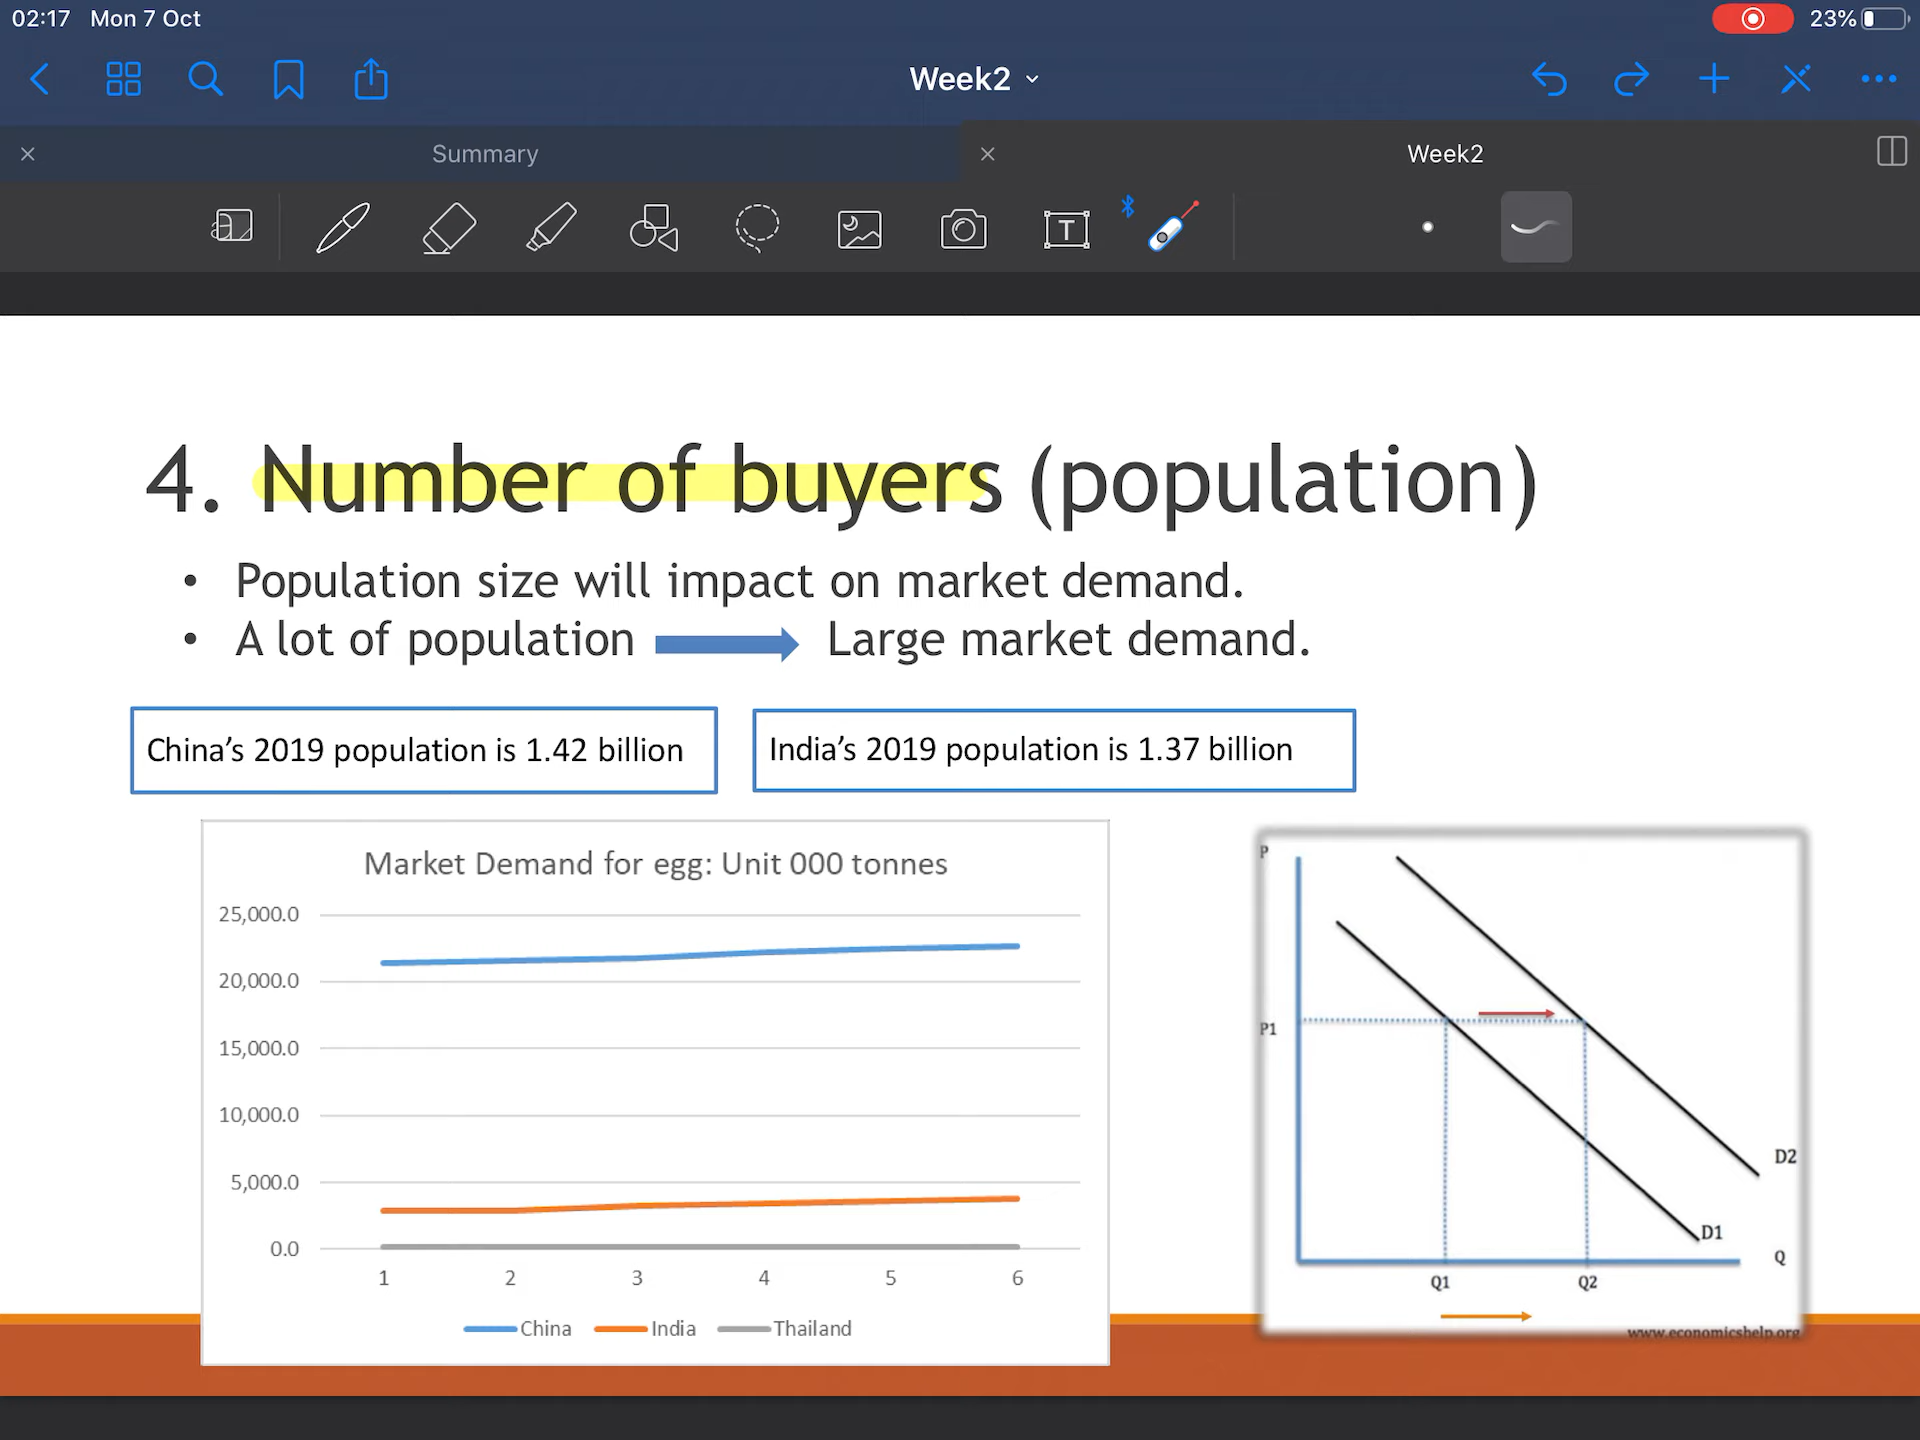 02:17 Mon 7 Oct 23%
Week2
Summary Week2
T
4. Number of buyers (population)
• Population size will impact on market demand.
• A lot of population Large market demand.
China’s 2019 population is 1.42 billion
India’s 2019 population is 1.37 billion
Market Demand for egg: Unit 000 tonnes
25,000.0
20,000.0
15,000.0
10,000.0
5,000.0
0.0
1 2 3 4 5 6
China India Thailand
P
P1
D2
D1
Q
Q1 Q2
www.economicshelp.org